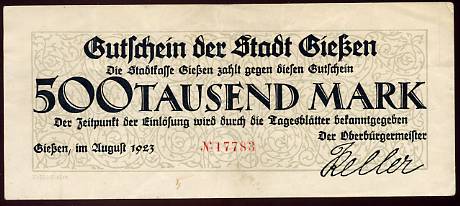 Gutschein der Stadt Gießen
Die Stadtkasse Gießen zahlt gegen diesen Gutschein
500 TAUSEND MARK
Der Zeitpunkt der Einlösung wird durch die Tagesblätter bekanntgegeben
Der Oberbürgermeister
Gießen, im August 1923 № 17783
Keller